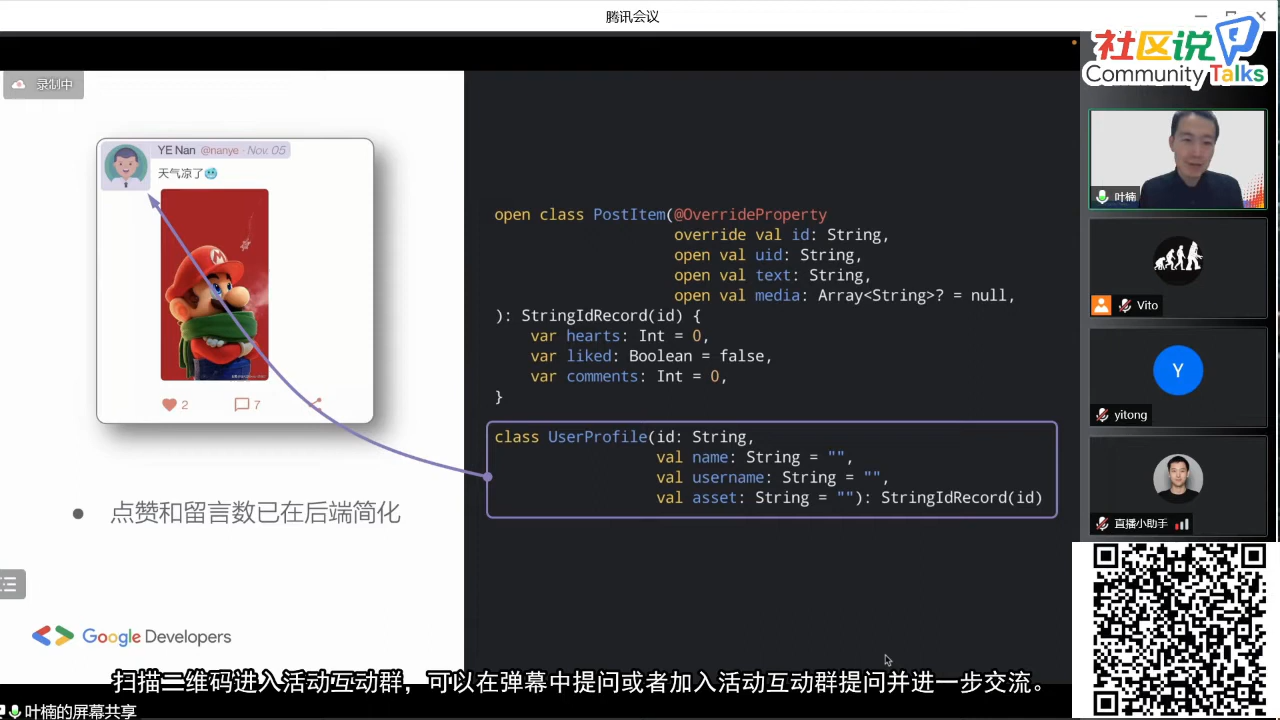 腾讯会议
社区说
Community Talks
录制中
YE Nan @nanye · Nov. 05
天气凉了
2
7
open class PostItem(@OverrideProperty
override val id: String,
open val uid: String,
open val text: String,
open val media: Array<String>? = null,
): StringIdRecord(id) {
var hearts: Int = 0,
var liked: Boolean = false,
var comments: Int = 0,
}
class UserProfile(id: String,
val name: String = "",
val username: String = "",
val asset: String = ""): StringIdRecord(id)
● 点赞和留言数已在后端简化
Google Developers
叶楠
Vito
Y
yitong
直播小助手
扫描二维码进入活动互动群，可以在弹幕中提问或者加入活动互动群提问并进一步交流。
叶楠的屏幕共享